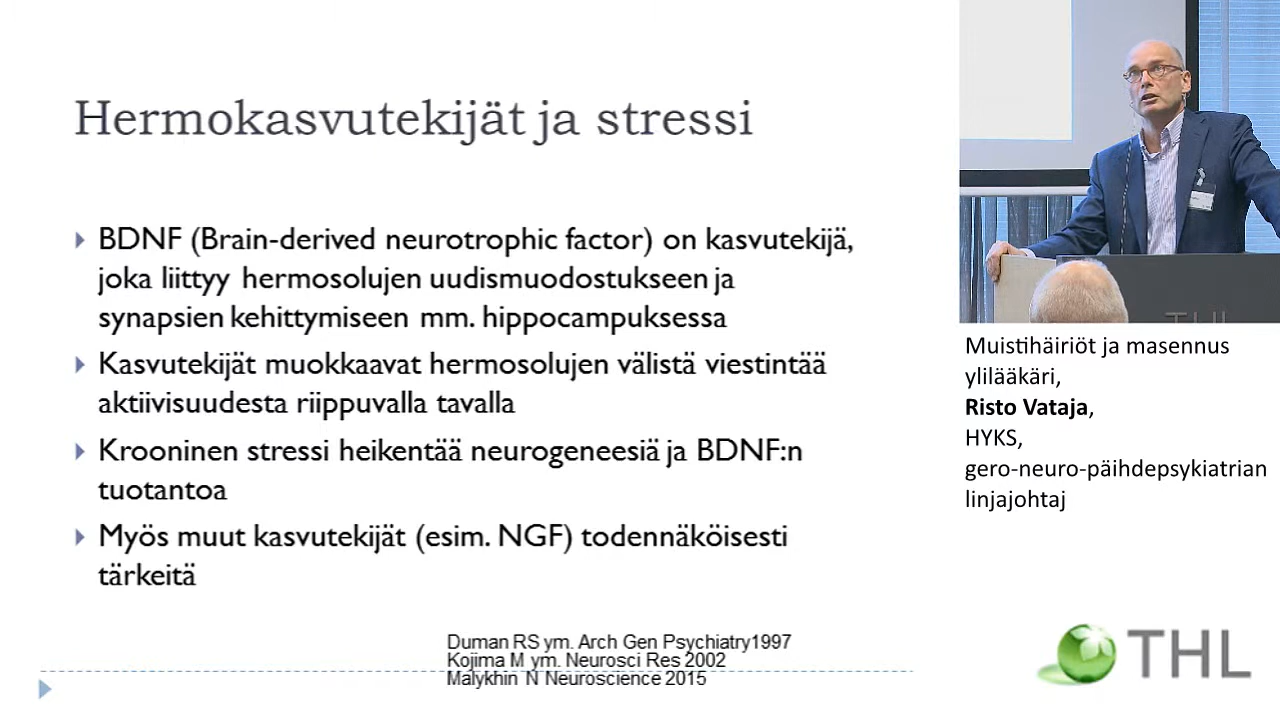 Hermokasvutekijät ja stressi
BDNF (Brain-derived neurotrophic factor) on kasvutekijä,
joka liittyy hermosolujen uudismuodostukseen ja
synapsien kehittymiseen mm. hippocampuksessa
Kasvutekijät muokkaavat hermosolujen välistä viestintää
aktiivisuudesta riippuvalla tavalla
Krooninen stressi heikentää neurogeneesiä ja BDNF:n
tuotantoa
Myös muut kasvutekijät (esim. NGF) todennäköisesti
tärkeitä
Duman RS ym. Arch Gen Psychiatry1997
Kojima M ym. Neurosci Res 2002
Malykhin N Neuroscience 2015
THL
Muistihäiriöt ja masennus
ylilääkäri,
Risto Vataja,
HYKS,
gero-neuro-päihdepsykiatrian
linjajohtaj
THL